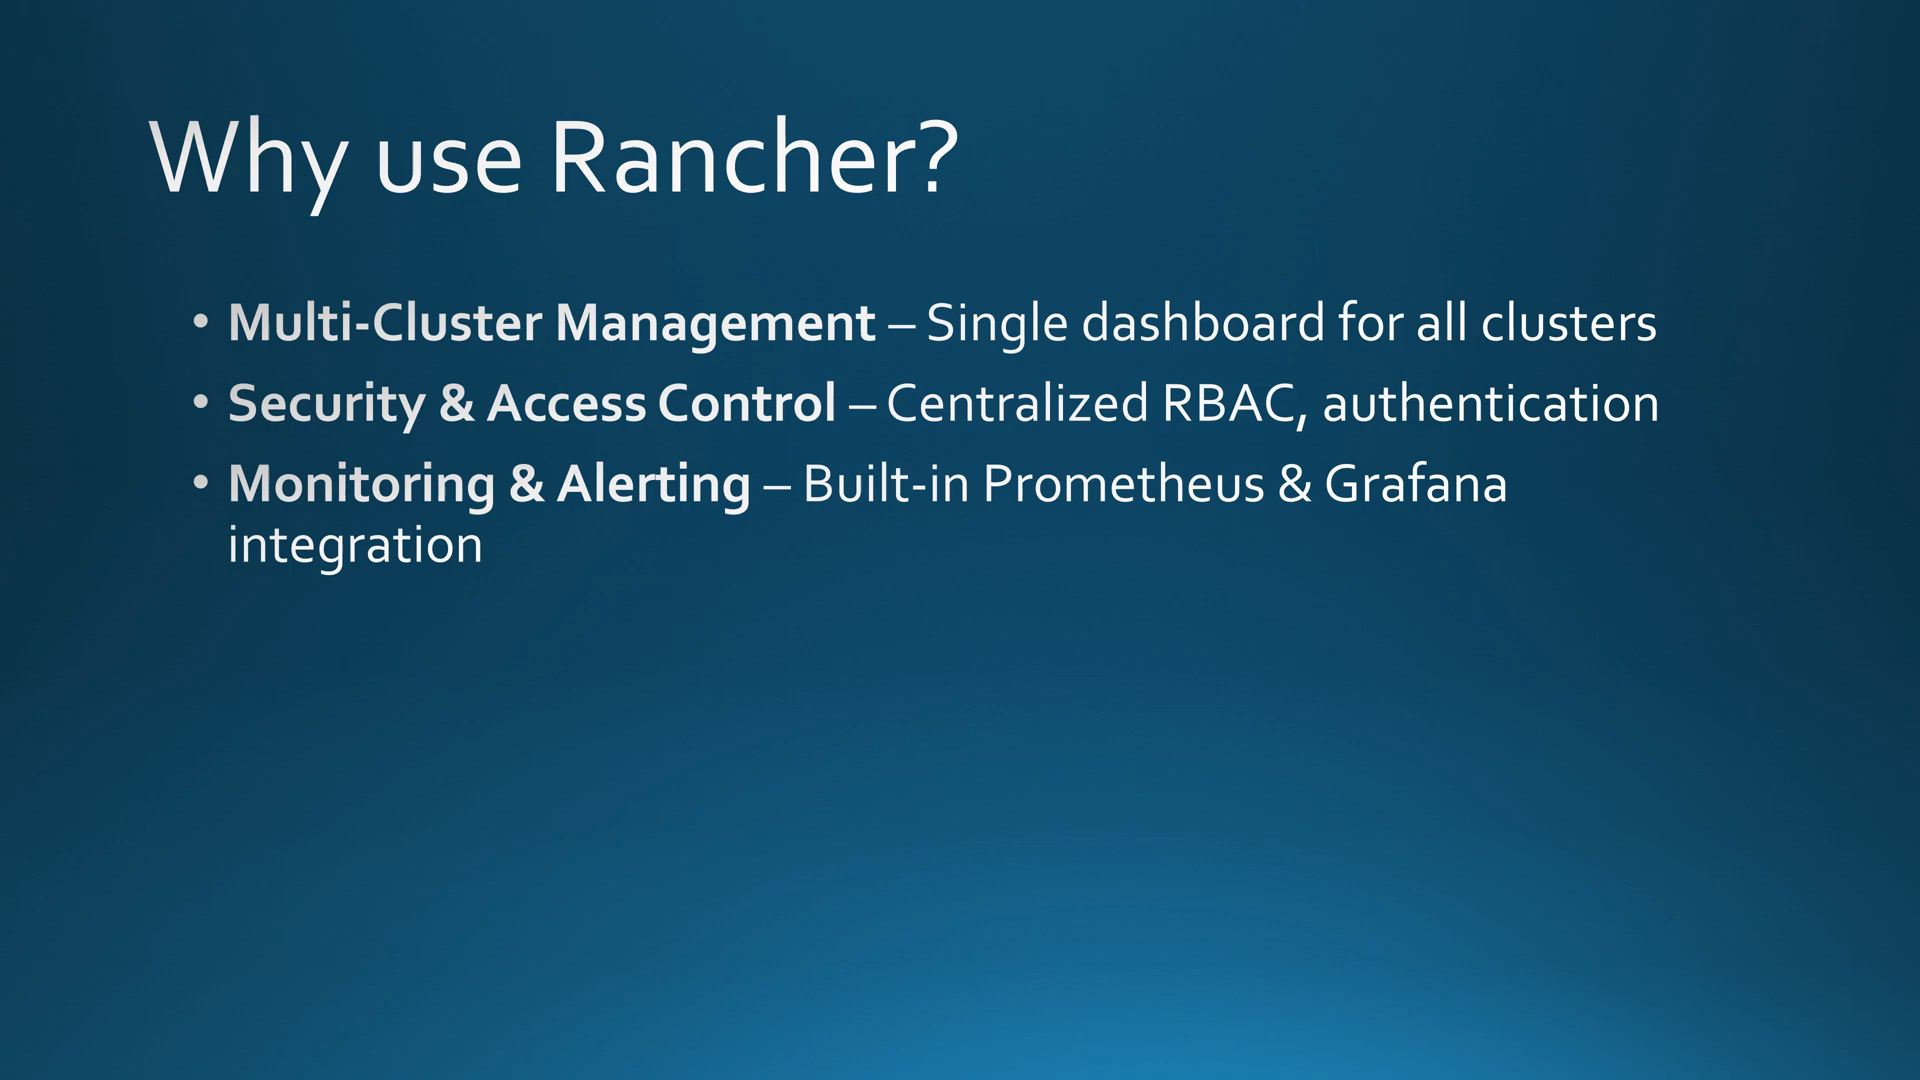 Why use Rancher?
• Multi-Cluster Management – Single dashboard for all clusters
• Security & Access Control – Centralized RBAC, authentication
• Monitoring & Alerting – Built-in Prometheus & Grafana
integration